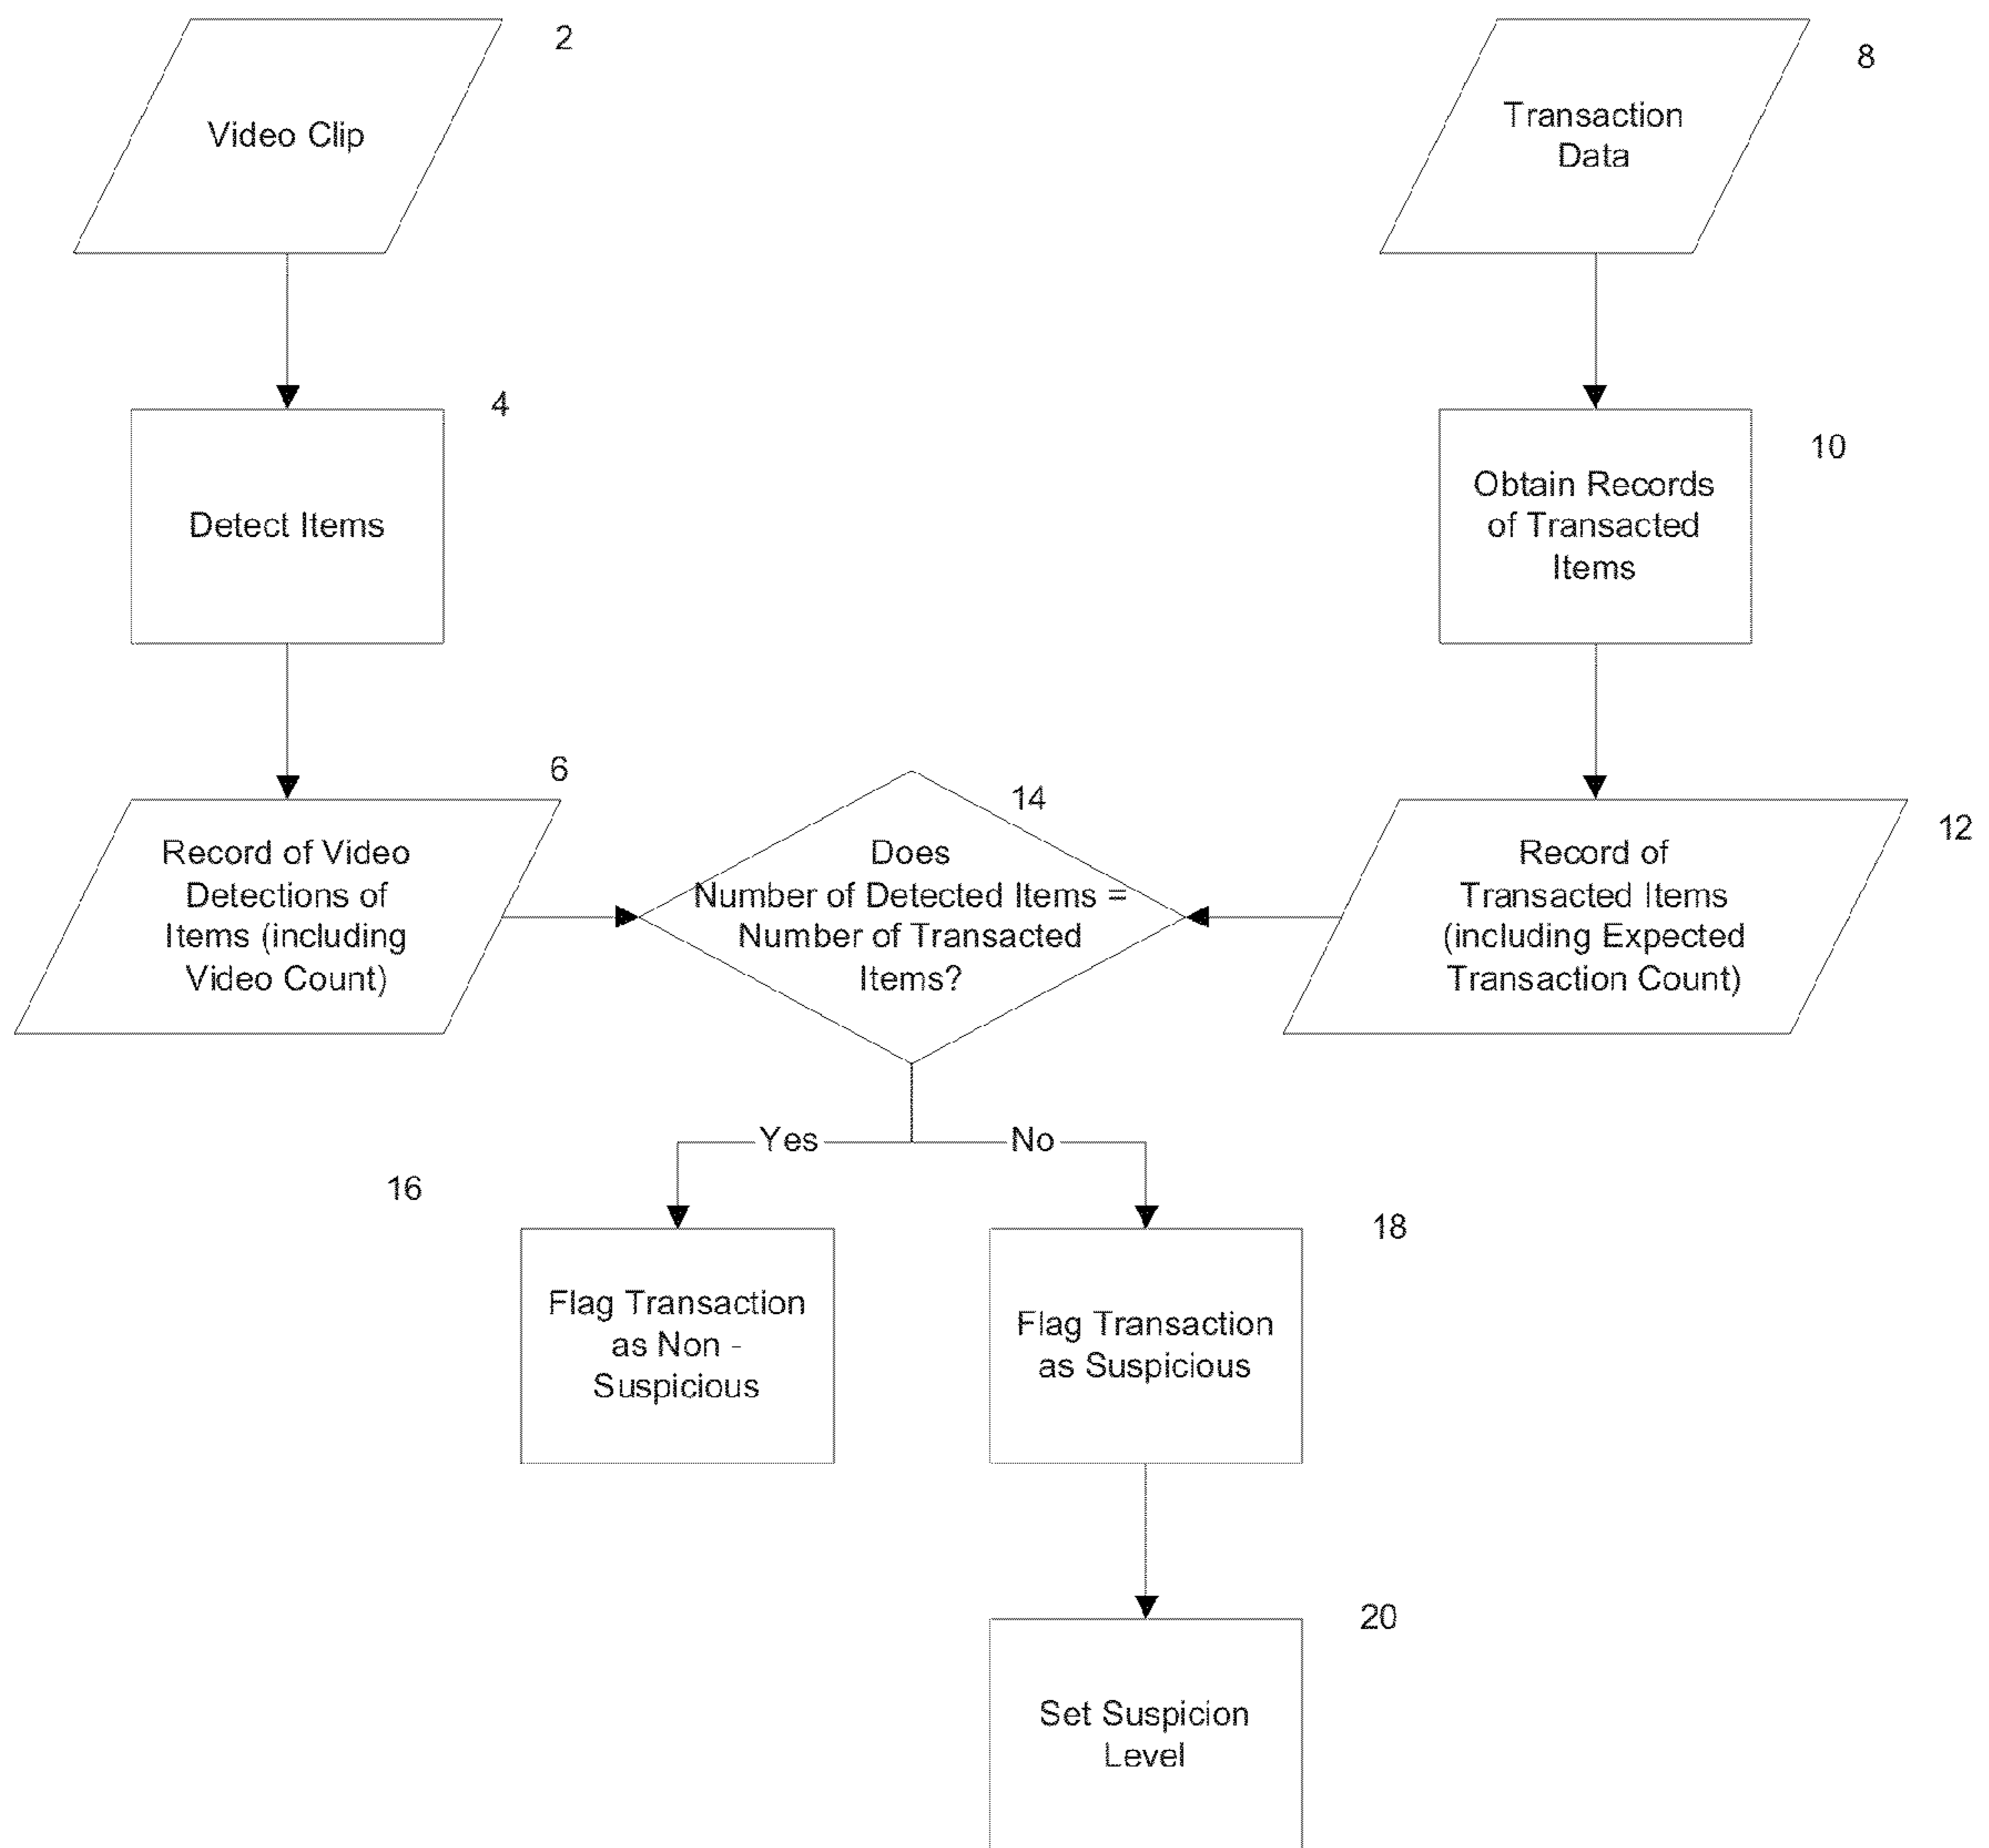 2
Video Clip
8
Transaction
Data
4
Detect Items
10
Obtain Records
of Transacted
Items
6
Record of Video
Detections of
Items (including
Video Count)
14
Does
Number of Detected Items =
Number of Transacted
Items?
12
Record of
Transacted Items
(including Expected
Transaction Count)
Yes
No
16
Flag Transaction
as Non -
Suspicious
18
Flag Transaction
as Suspicious
20
Set Suspicion
Level